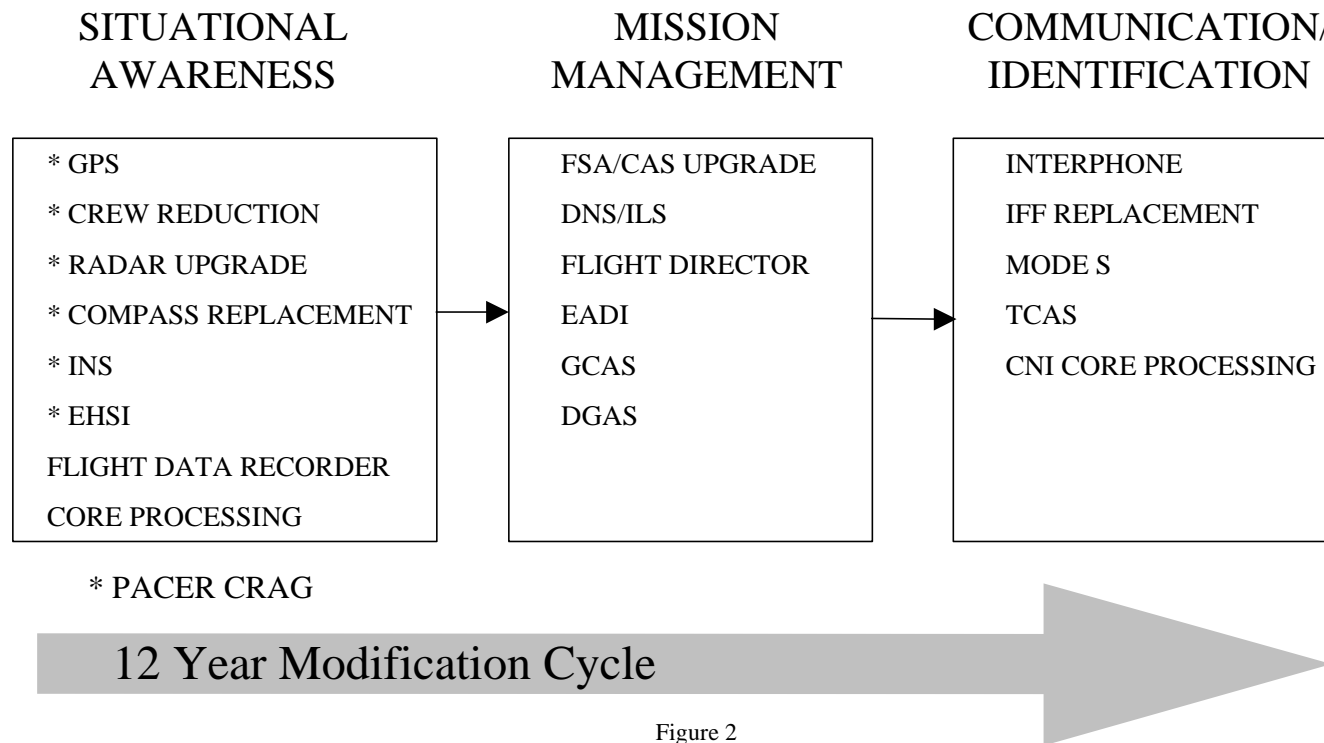 SITUATIONAL
AWARENESS
MISSION
MANAGEMENT
COMMUNICATION/
IDENTIFICATION
* GPS
* CREW REDUCTION
* RADAR UPGRADE
* COMPASS REPLACEMENT
* INS
* EHSI
FLIGHT DATA RECORDER
CORE PROCESSING
FSA/CAS UPGRADE
DNS/ILS
FLIGHT DIRECTOR
EADI
GCAS
DGAS
INTERPHONE
IFF REPLACEMENT
MODE S
TCAS
CNI CORE PROCESSING
* PACER CRAG
12 Year Modification Cycle
Figure 2